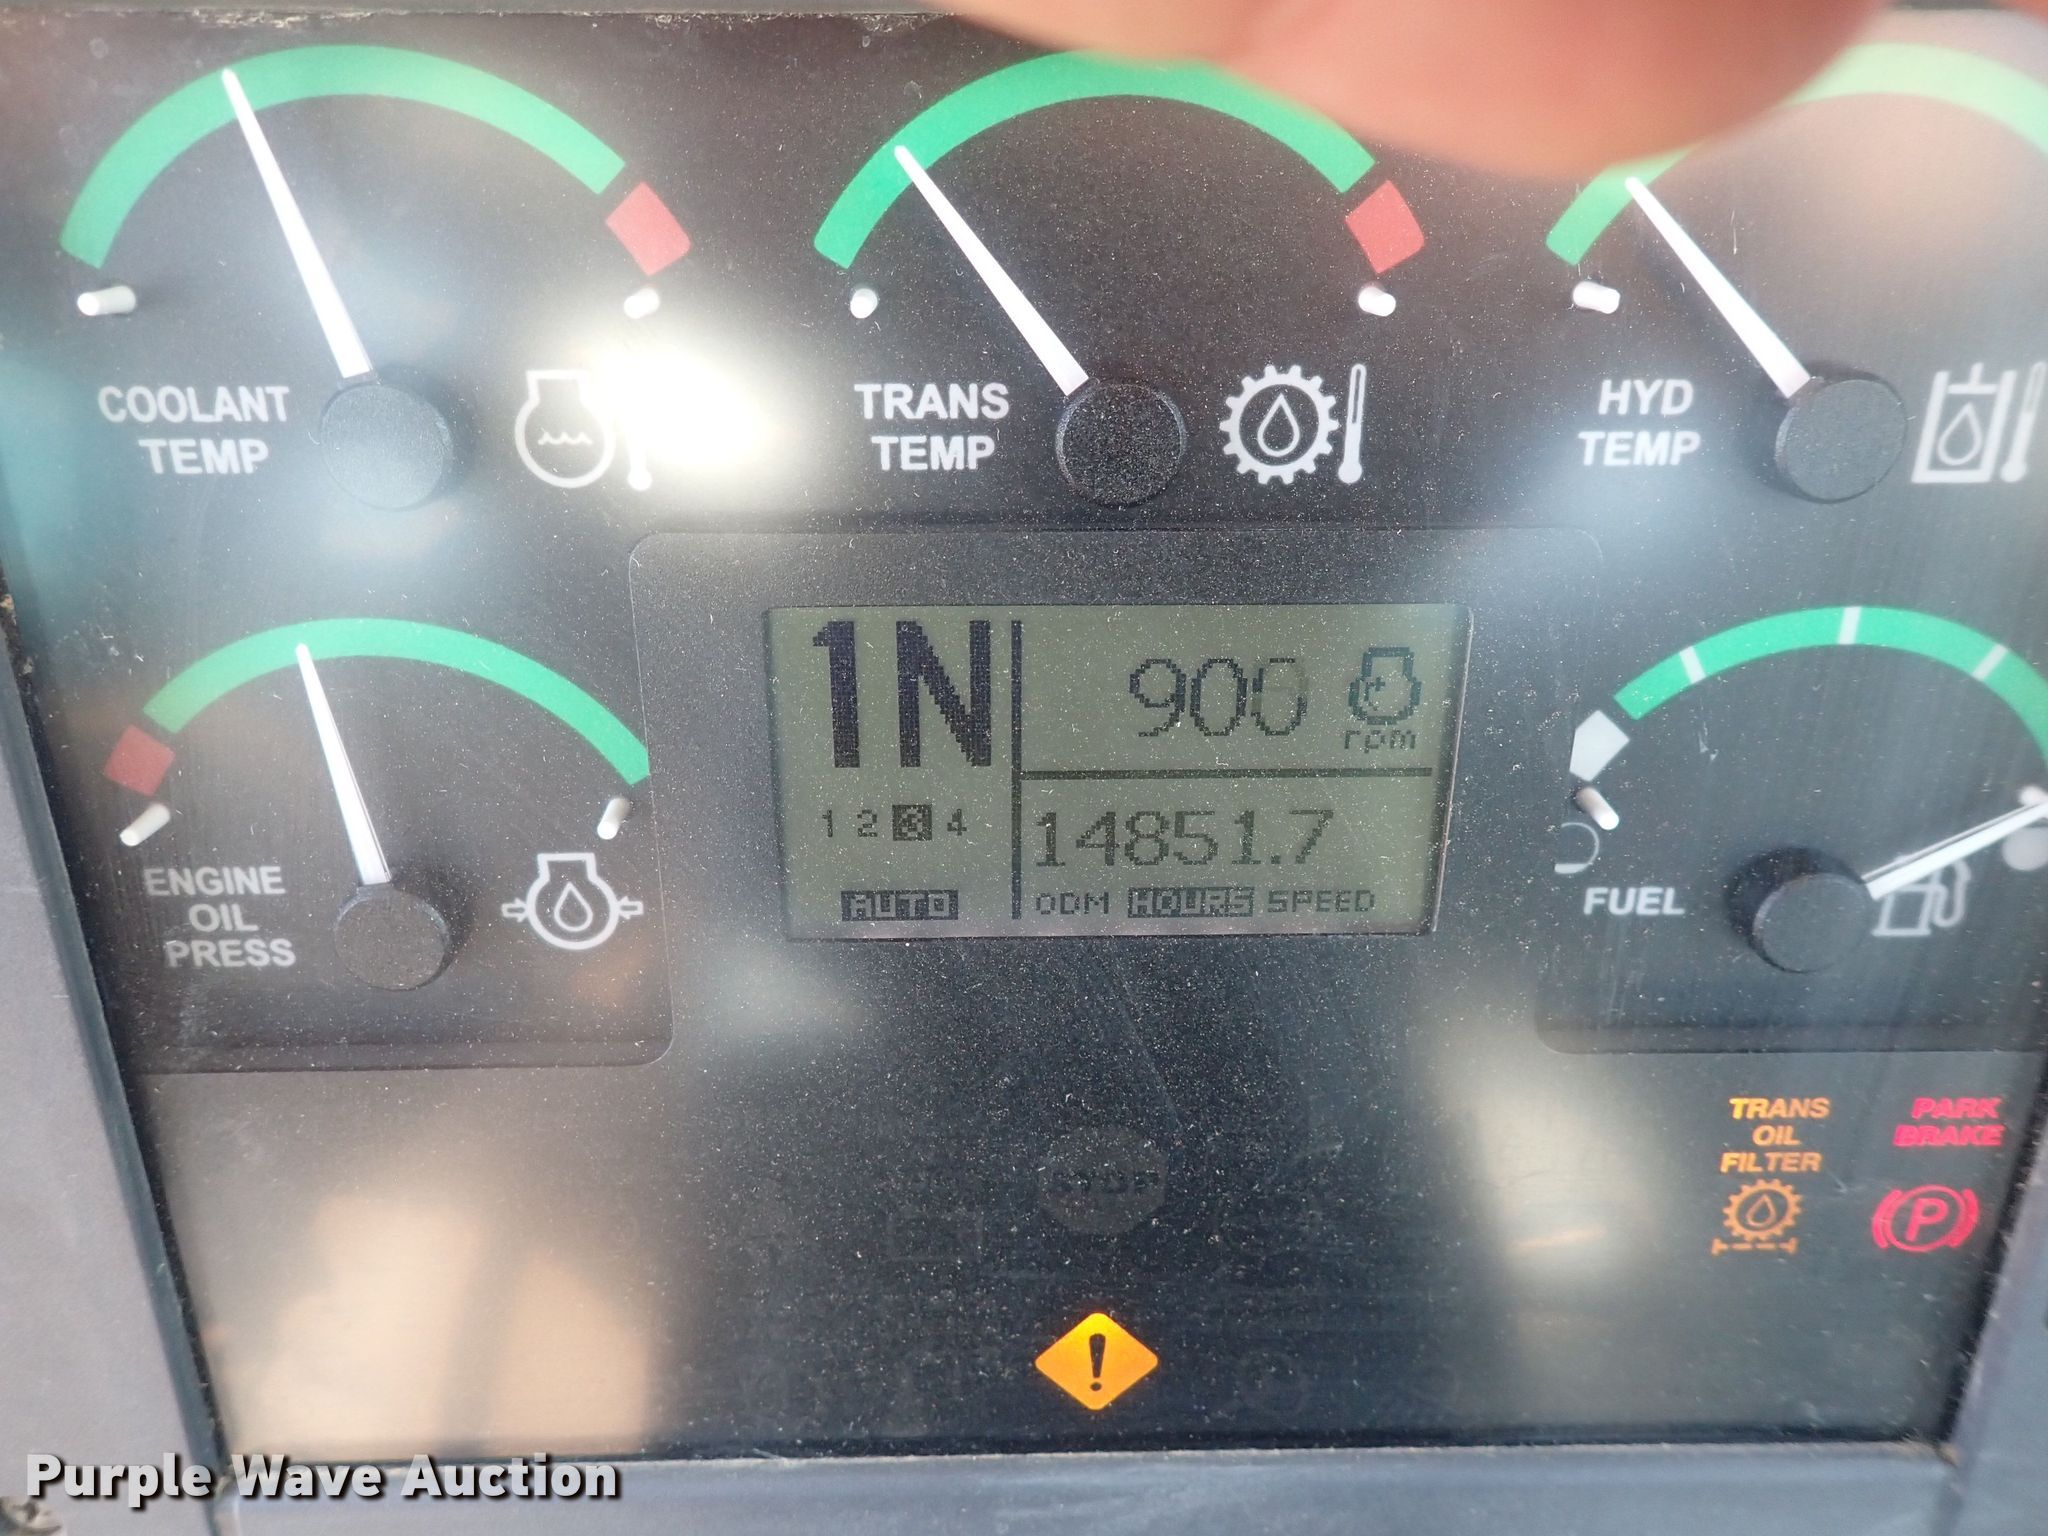 COOLANT
TEMP
TRANS
TEMP
HYD
TEMP
1N
rpm
1 2 3 4
14851.7
AUTO
ODM HOURS SPEED
ENGINE
OIL
PRESS
FUEL
TRANS
OIL
FILTER
PARK
BRAKE
P
STOP
!
Purple Wave Auction